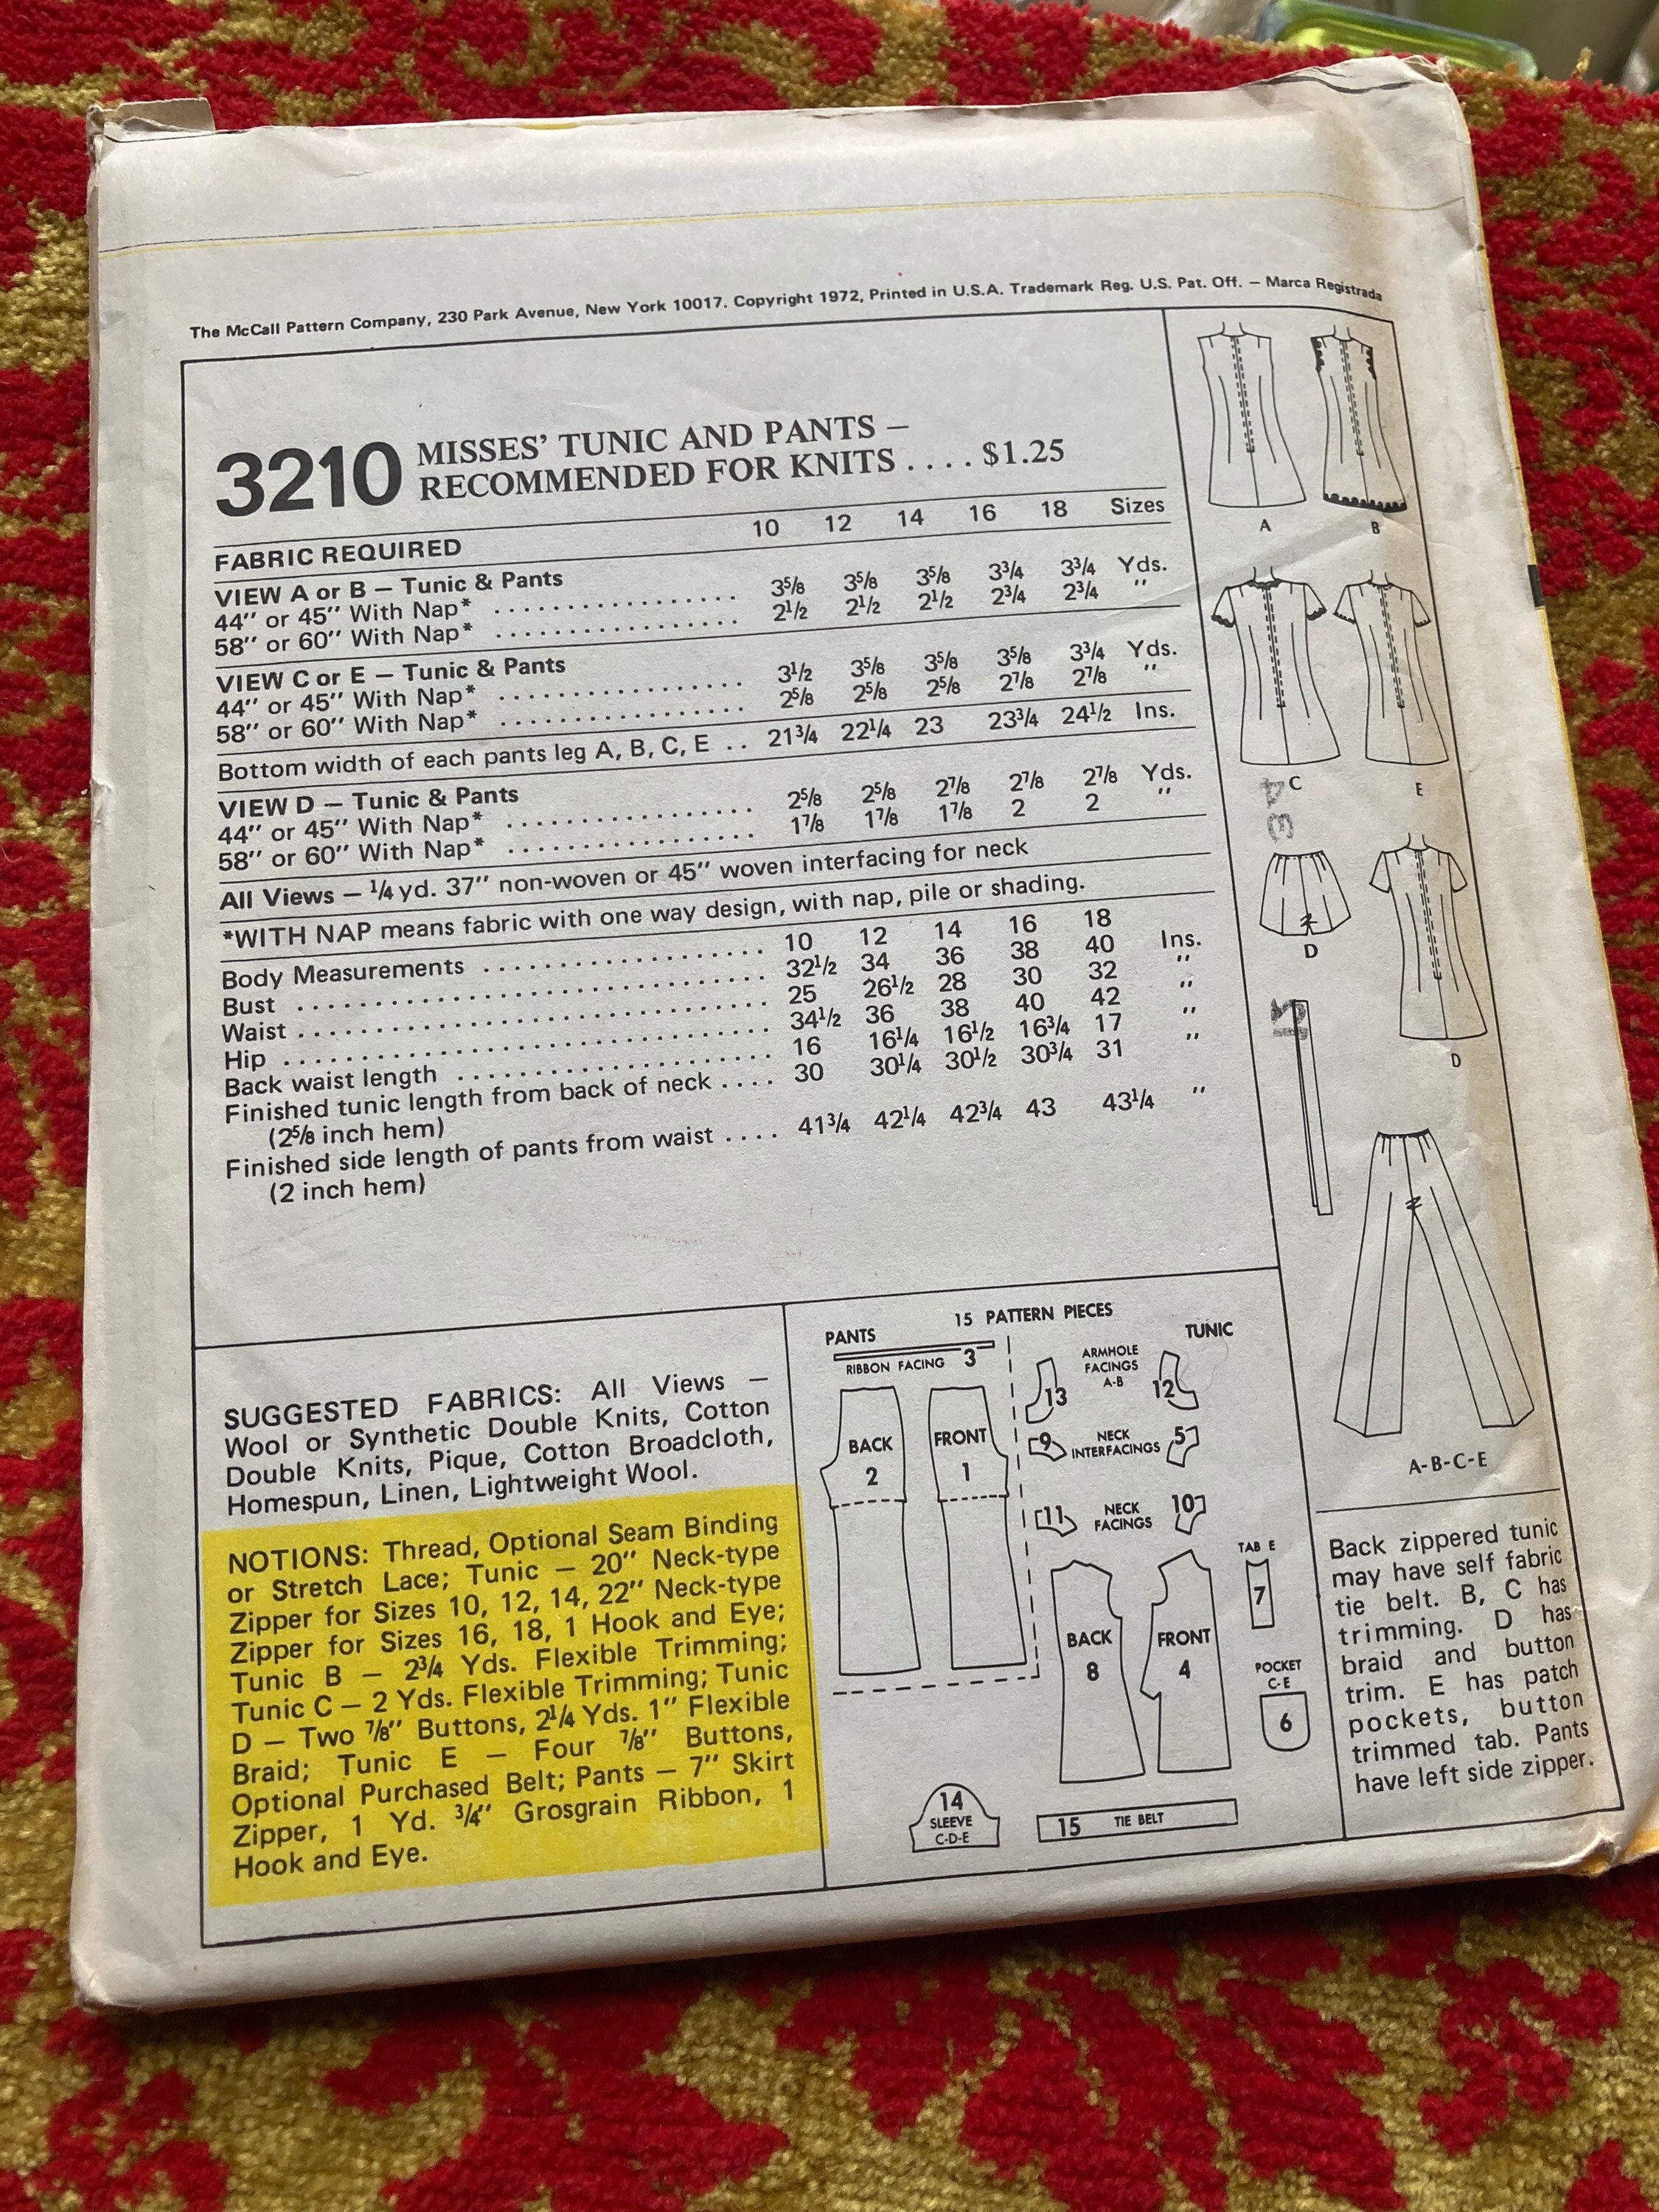 The McCall Pattern Company, 230 Park Avenue, New York 10017. Copyright 1972, Printed in U.S.A. Trademark Reg. U.S. Pat. Off. – Marca Registrada
3210 MISSES’ TUNIC AND PANTS –
RECOMMENDED FOR KNITS .... $1.25
FABRIC REQUIRED 10 12 14 16 18 Sizes
VIEW A or B – Tunic & Pants
44″ or 45″ With Nap* ................. 3⅝ 3⅝ 3⅝ 3¾ 3¾ Yds.
58″ or 60″ With Nap* ................. 2½ 2½ 2½ 2¾ 2¾ ″
VIEW C or E – Tunic & Pants
44″ or 45″ With Nap* ................. 3½ 3⅝ 3⅝ 3⅝ 3¾ Yds.
58″ or 60″ With Nap* ................. 2⅝ 2⅝ 2⅝ 2⅞ 2⅞ ″
Bottom width of each pants leg A, B, C, E .. 21¾ 22¼ 23 23¾ 24½ Ins.
VIEW D – Tunic & Pants
44″ or 45″ With Nap* ................. 2⅝ 2⅝ 2⅞ 2⅞ 2⅞ Yds.
58″ or 60″ With Nap* ................. 1⅞ 1⅞ 1⅞ 2 2 ″
All Views – ¼ yd. 37″ non-woven or 45″ woven interfacing for neck
*WITH NAP means fabric with one way design, with nap, pile or shading.
Body Measurements .................... 10 12 14 16 18
Bust ................................. 32½ 34 36 38 40 Ins.
Waist ................................ 25 26½ 28 30 32 ″
Hip .................................. 34½ 36 38 40 42 ″
Back waist length .................... 16 16¼ 16½ 16¾ 17 ″
Finished tunic length from back of neck .... 30 30¼ 30½ 30¾ 31 ″
(2⅝ inch hem)
Finished side length of pants from waist .... 41¾ 42¼ 42¾ 43 43¼ ″
(2 inch hem)
SUGGESTED FABRICS: All Views –
Wool or Synthetic Double Knits, Cotton
Double Knits, Pique, Cotton Broadcloth,
Homespun, Linen, Lightweight Wool.
NOTIONS: Thread, Optional Seam Binding
or Stretch Lace; Tunic – 20″ Neck-type
Zipper for Sizes 10, 12, 14, 22″ Neck-type
Zipper for Sizes 16, 18, 1 Hook and Eye;
Tunic B – 2¾ Yds. Flexible Trimming;
Tunic C – 2 Yds. Flexible Trimming; Tunic
D – Two ⅞″ Buttons, 2¼ Yds. 1″ Flexible
Braid; Tunic E – Four ⅞″ Buttons,
Optional Purchased Belt; Pants – 7″ Skirt
Zipper, 1 Yd. ¾″ Grosgrain Ribbon, 1
Hook and Eye.
15 PATTERN PIECES
PANTS
TUNIC
RIBBON FACING 3
BACK
2
FRONT
1
13 ARMHOLE FACINGS A-B 12
9 NECK INTERFACINGS 5
11 NECK FACINGS 10
BACK
8
FRONT
4
TAB E
7
POCKET
C-E
6
14
SLEEVE
C-D-E
15 TIE BELT
A B
C E
34
D
D
A-B-C-E
Back zippered tunic
may have self fabric
tie belt. B, C has
trimming. D has
braid and button
trim. E has patch
pockets, button
trimmed tab. Pants
have left side zipper.